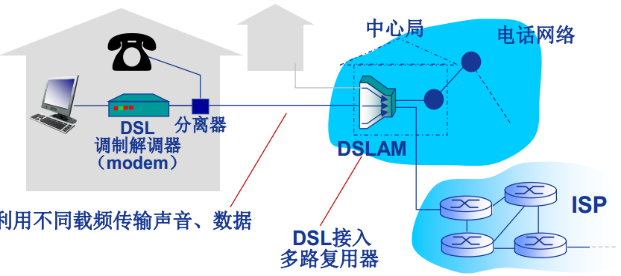 中心局
电话网络
DSL
调制解调器
（modem）
分离器
DSLAM
ISP
利用不同载频传输声音、数据
DSL接入
多路复用器